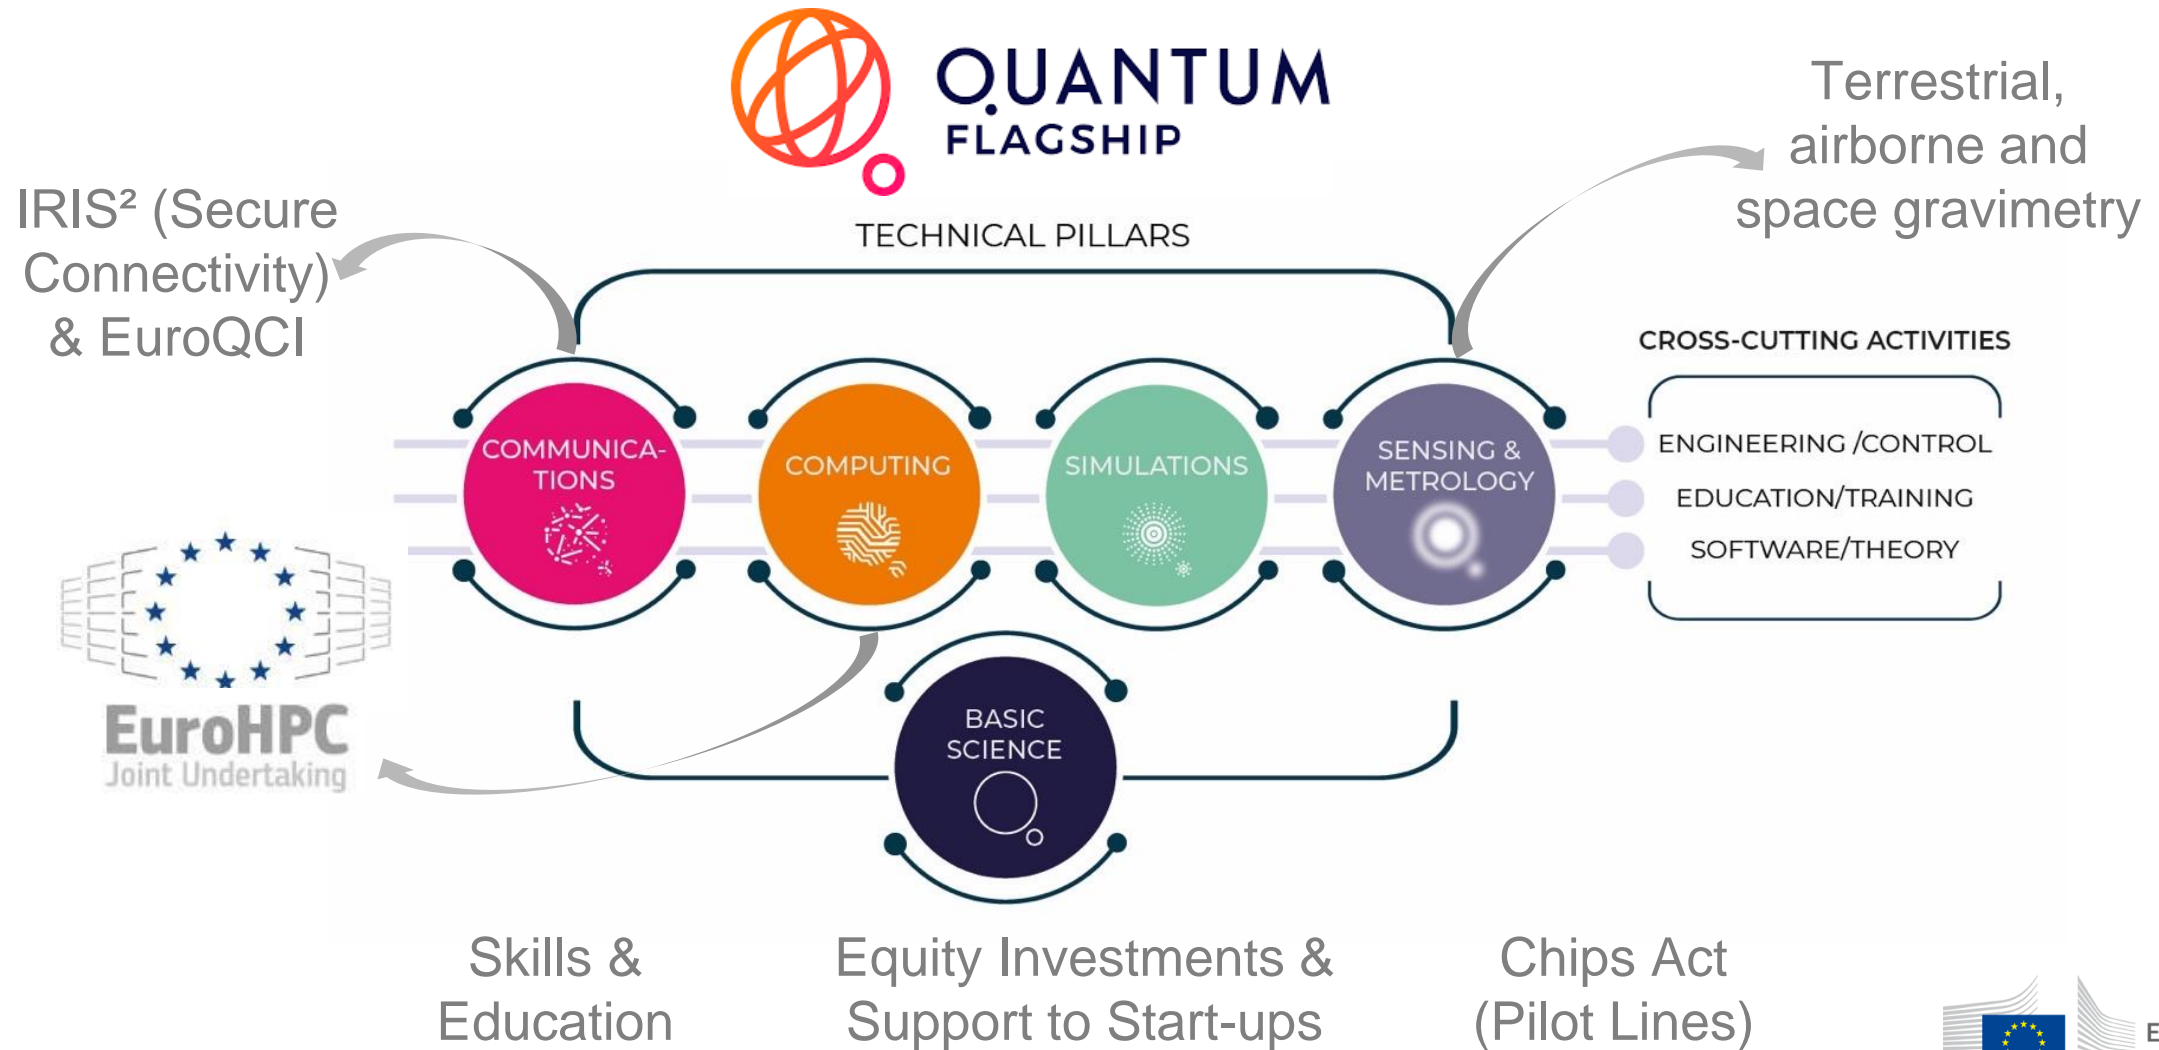 QUANTUM
FLAGSHIP
Terrestrial,
airborne and
space gravimetry
IRIS² (Secure
Connectivity)
& EuroQCI
TECHNICAL PILLARS
CROSS-CUTTING ACTIVITIES
COMMUNICA-
TIONS
COMPUTING
SIMULATIONS
SENSING &
METROLOGY
ENGINEERING /CONTROL
EDUCATION/TRAINING
SOFTWARE/THEORY
EuroHPC
Joint Undertaking
BASIC
SCIENCE
Skills &
Education
Equity Investments &
Support to Start-ups
Chips Act
(Pilot Lines)